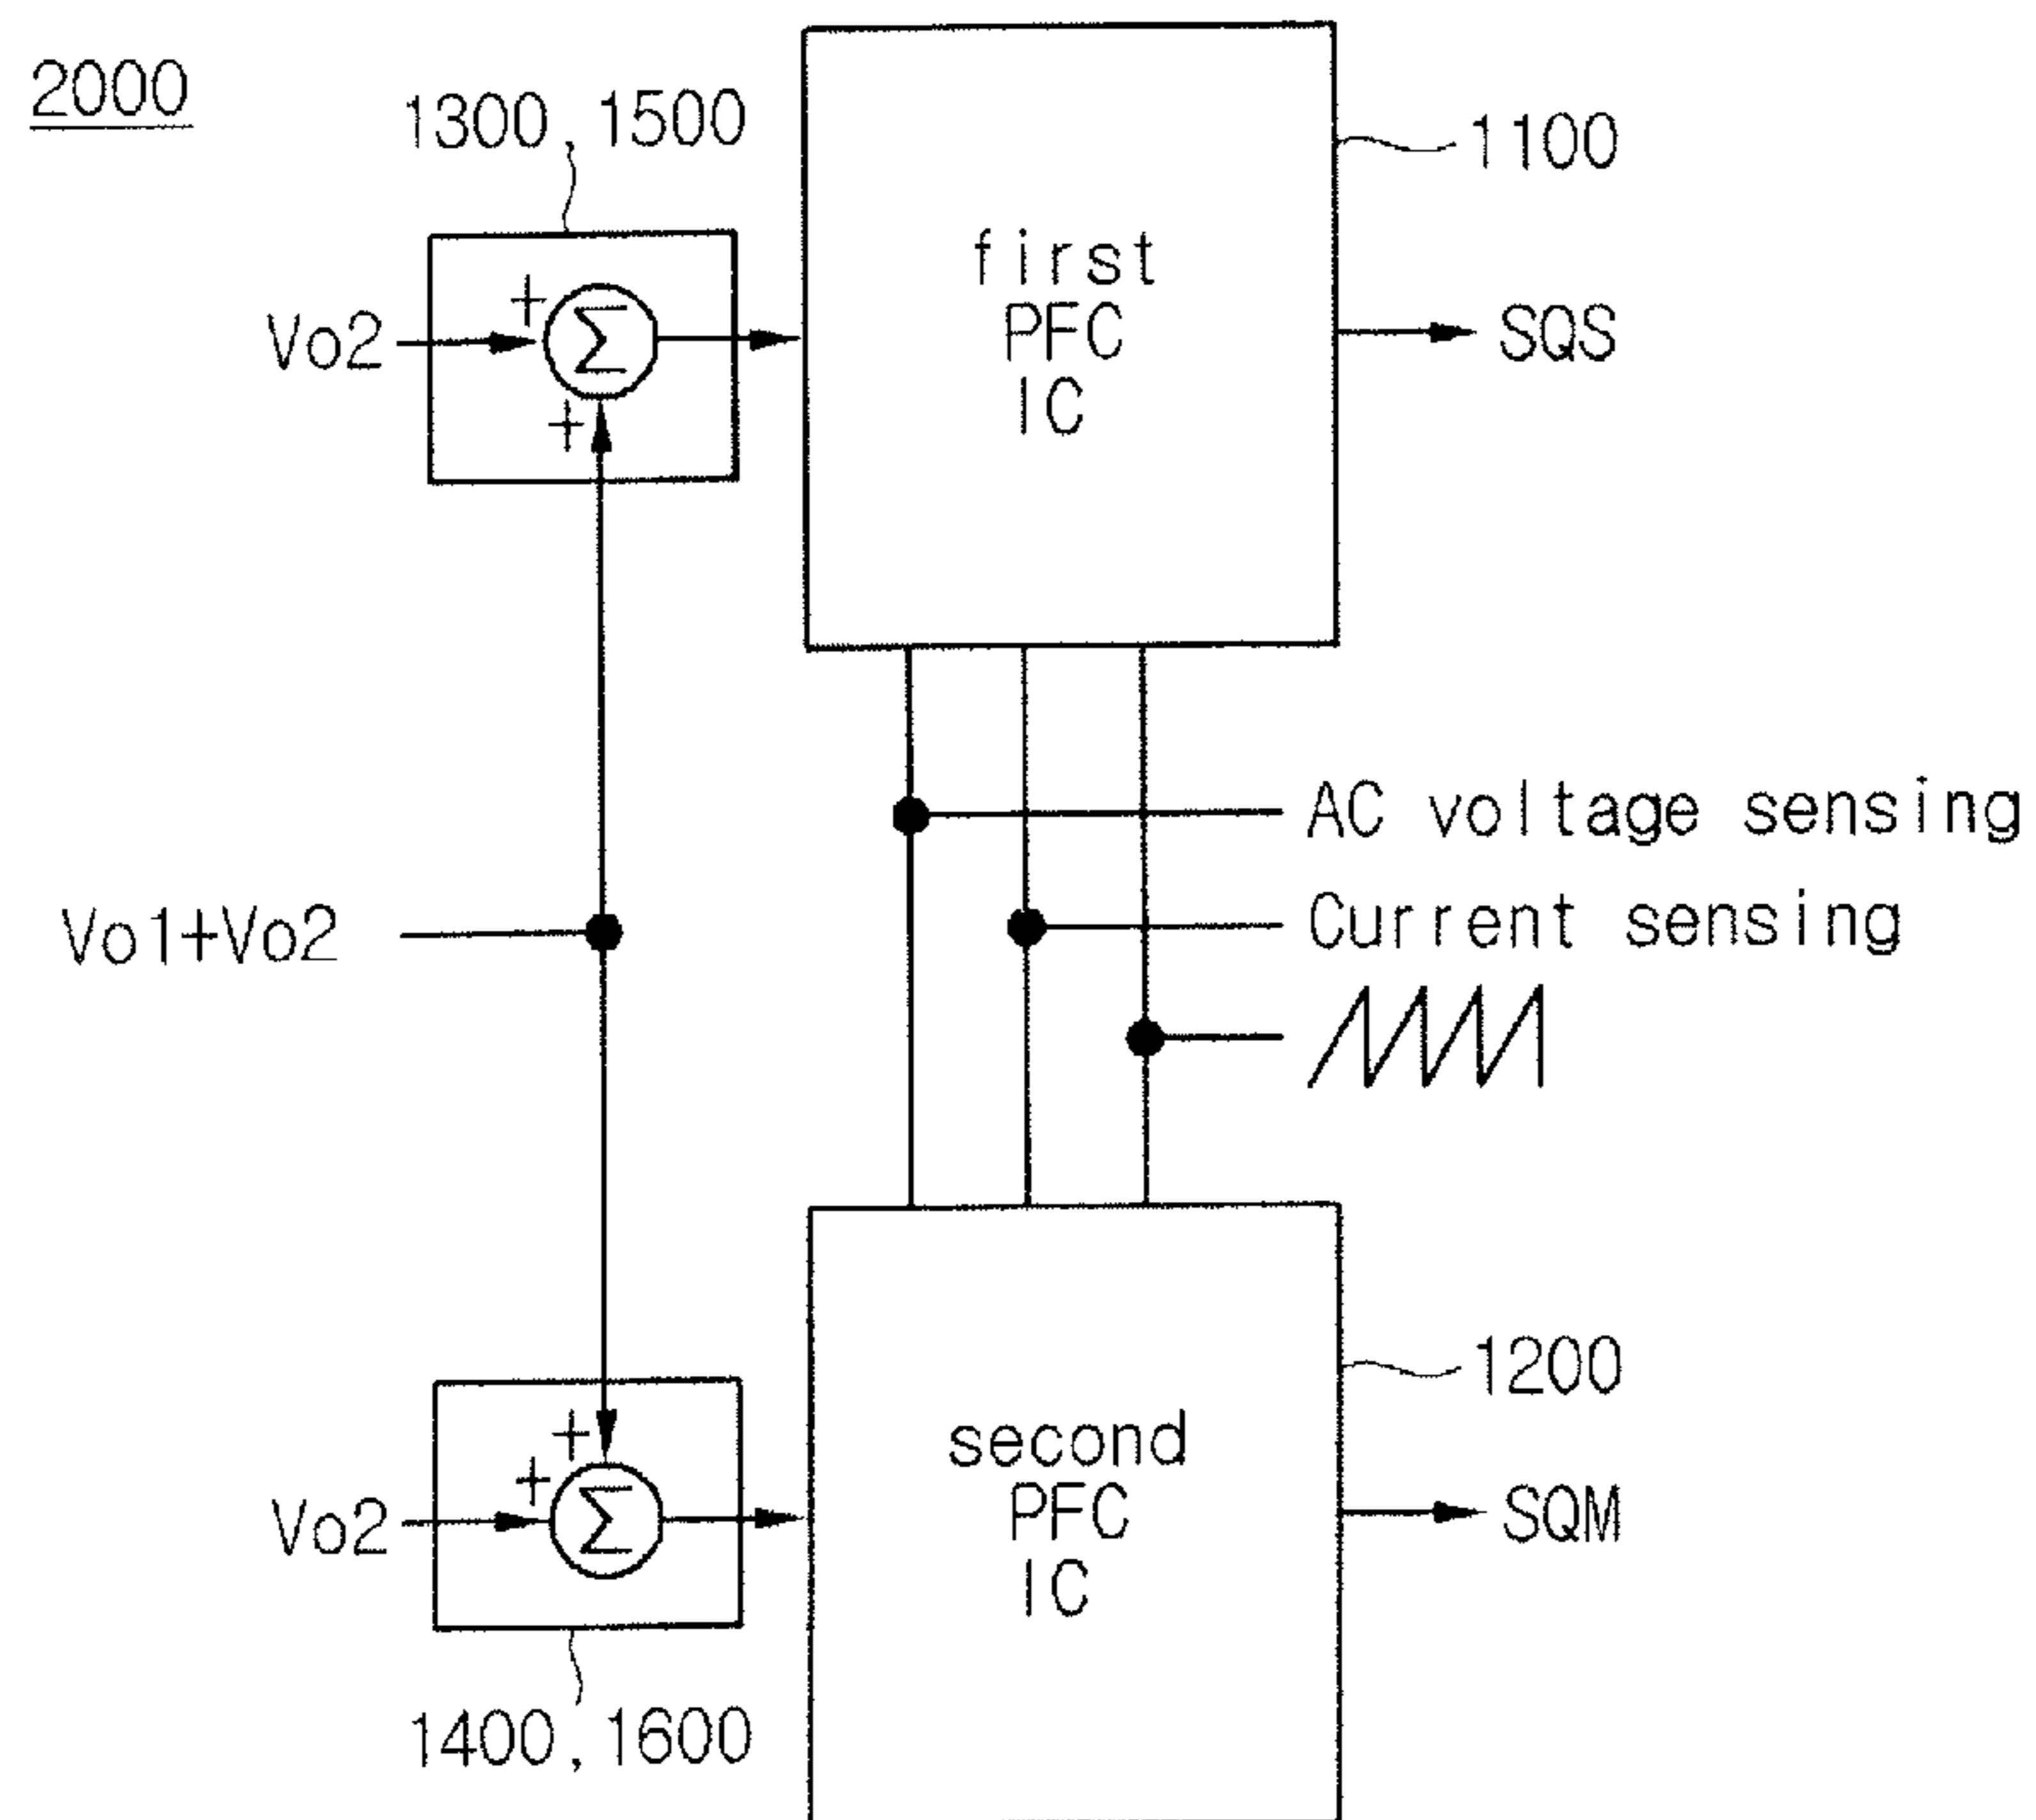 2000
1300, 1500
1100
first
PFC
IC
+
Vo2
Σ
+
SQS
AC voltage sensing
Vo1+Vo2
Current sensing
1200
second
PFC
IC
+
+
Vo2
Σ
SQM
1400, 1600